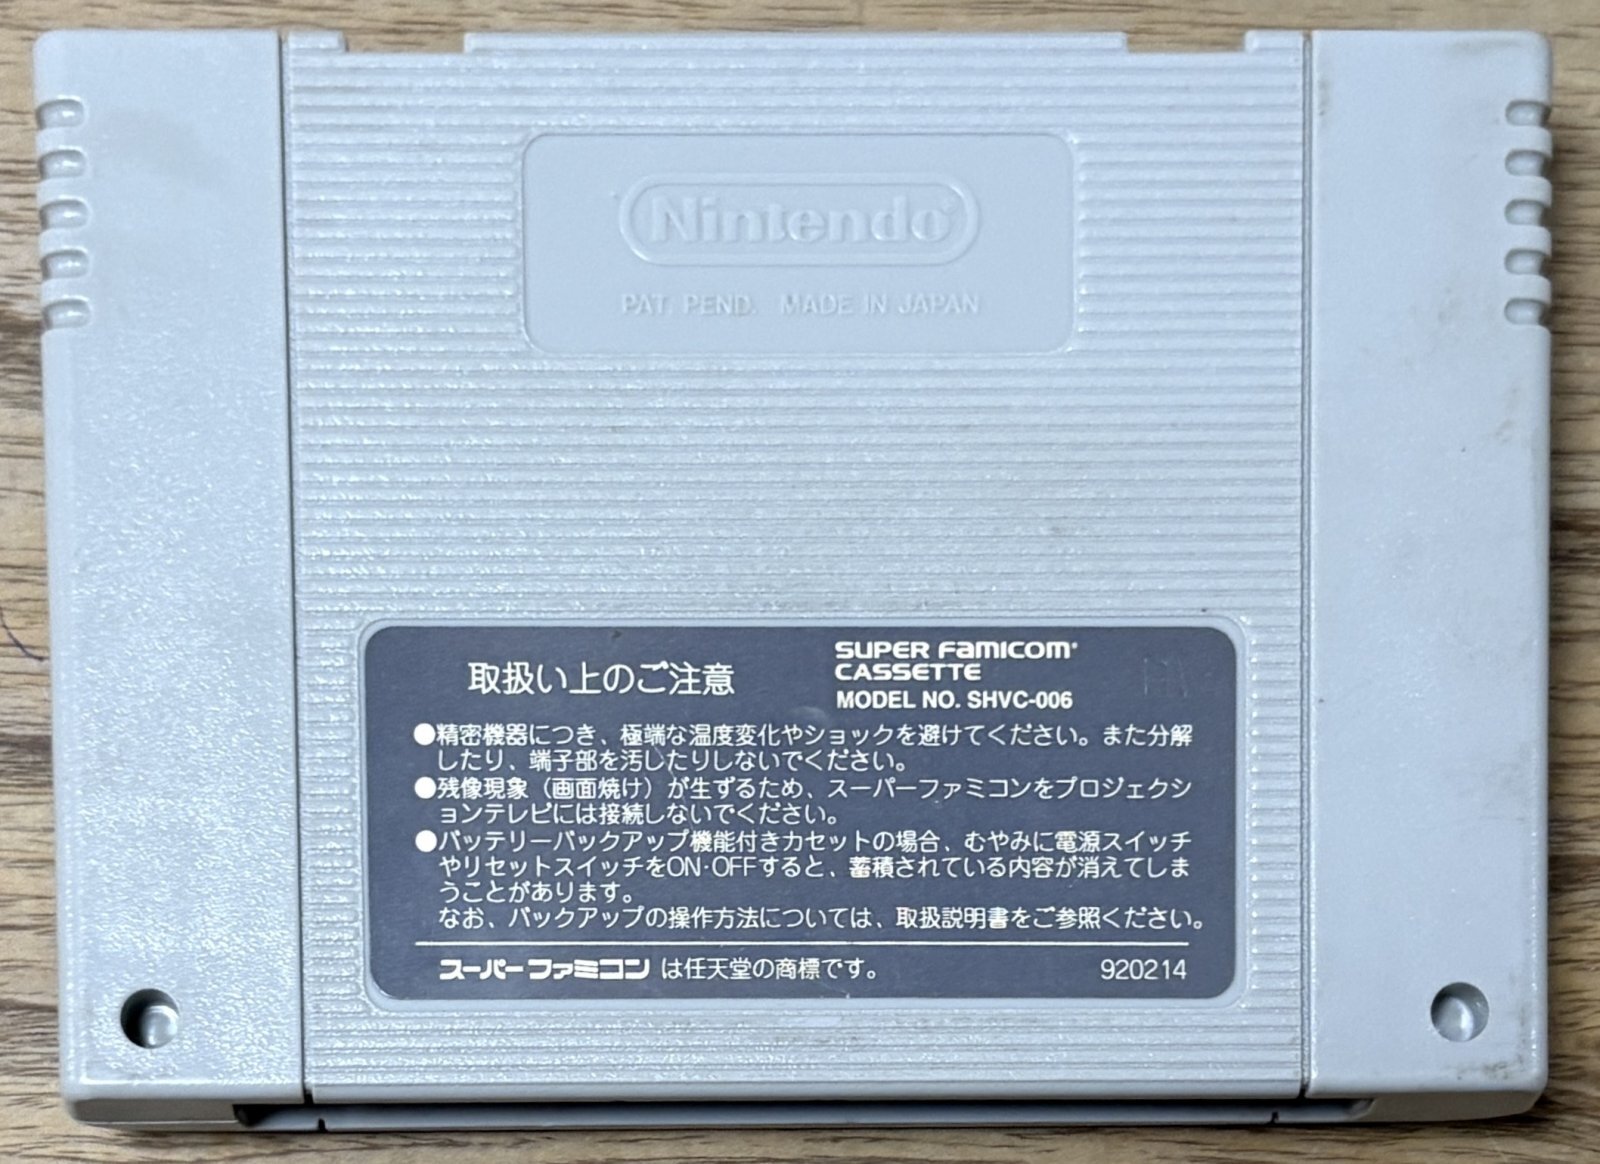 Nintendo
PAT. PEND. MADE IN JAPAN
取扱い上のご注意
SUPER FAMICOM
CASSETTE
MODEL NO. SHVC-006
●精密機器につき、極端な温度変化やショックを避けてください。また分解
したり、端子部を汚したりしないでください。
●残像現象（画面焼け）が生ずるため、スーパーファミコンをプロジェクシ
ョンテレビには接続しないでください。
●バッテリーバックアップ機能付きカセットの場合、むやみに電源スイッチ
やリセットスイッチをON·OFFすると、蓄積されている内容が消えてしま
うことがあります。
なお、バックアップの操作方法については、取扱説明書をご参照ください。
スーパーファミコン は任天堂の商標です。 920214